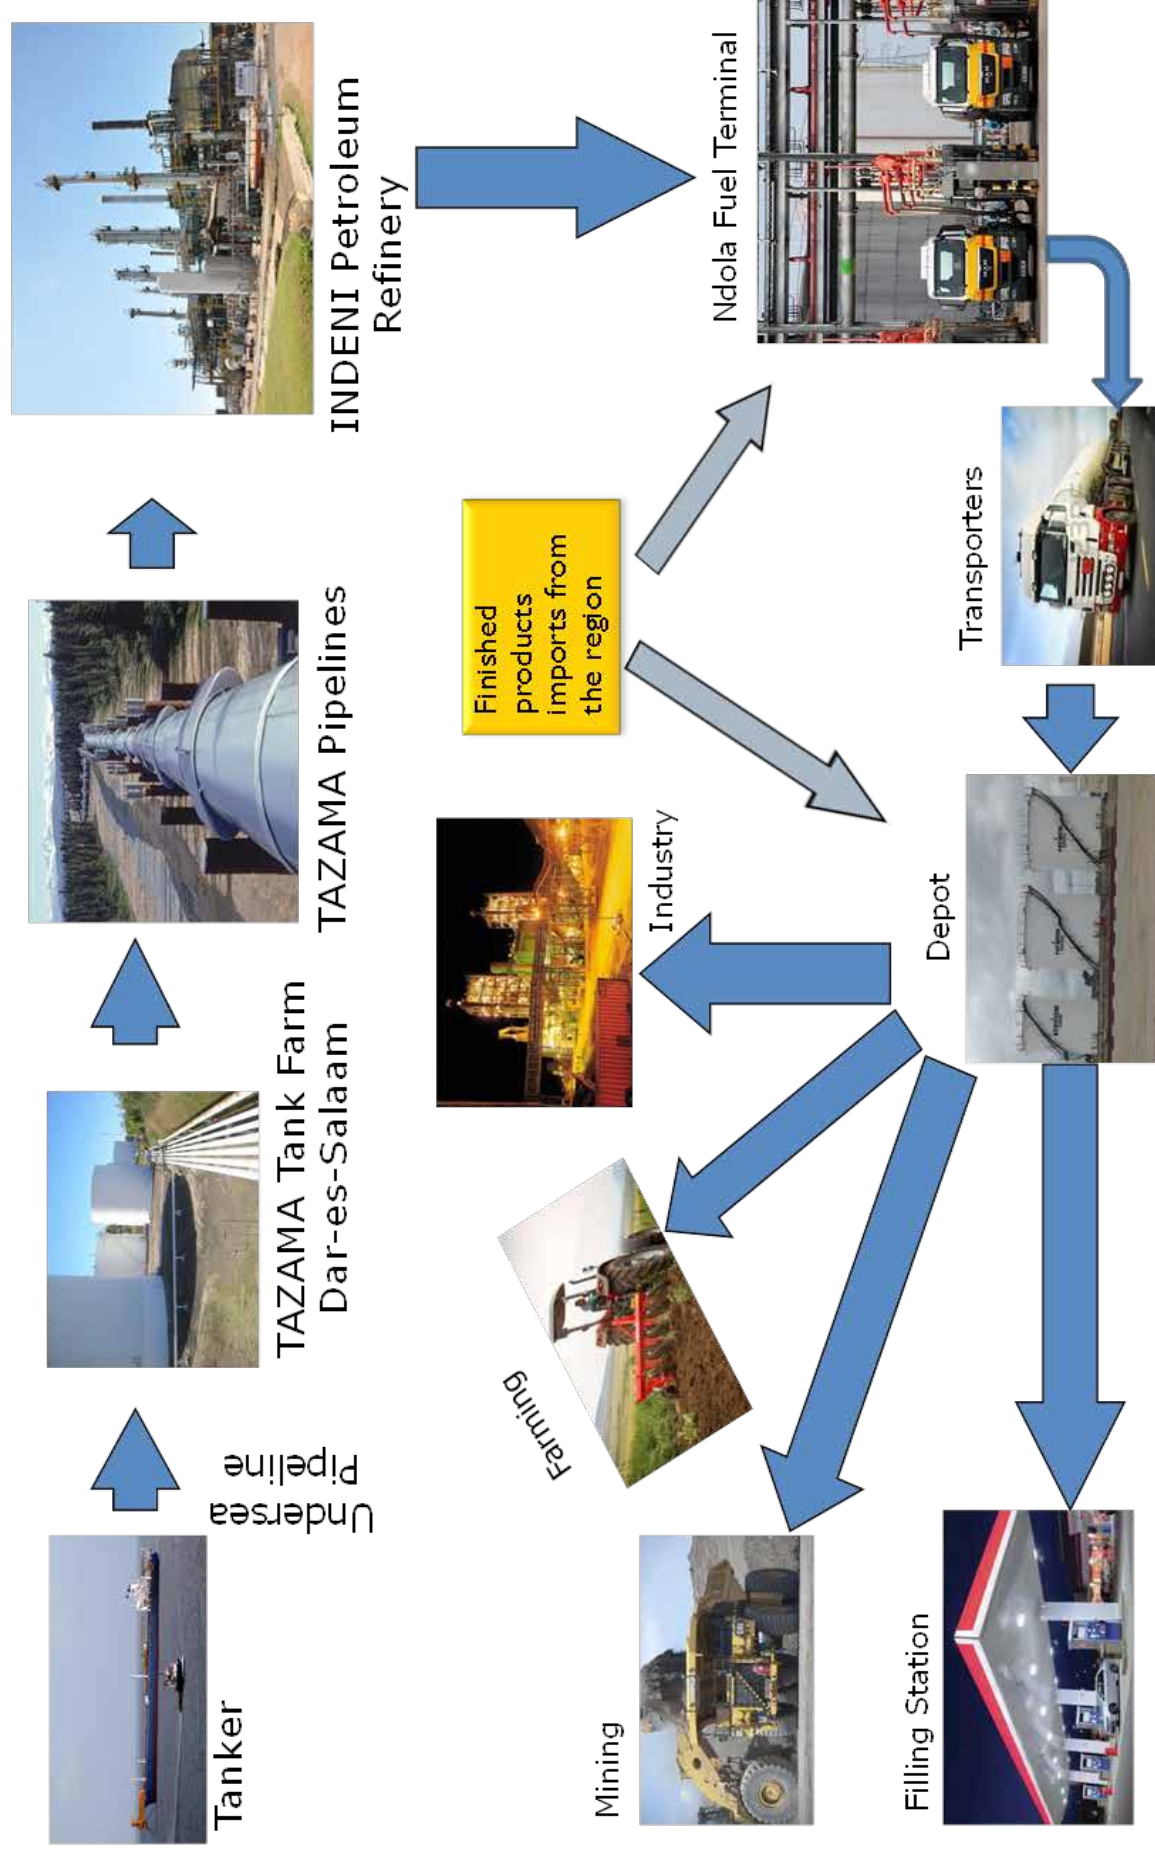 Tanker
Undersea
Pipeline
TAZAMA Tank Farm
Dar-es-Salaam
TAZAMA Pipelines
INDENI Petroleum
Refinery
Finished
products
imports from
the region
Ndola Fuel Terminal
Transporters
Depot
Industry
Farming
Mining
Filling Station